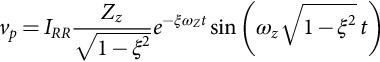 $v_p = I_{RR} \frac{Z_z}{\sqrt{1-\xi^2}} e^{-\xi\omega_Z t} \sin\left(\omega_z \sqrt{1-\xi^2}\, t\right)$